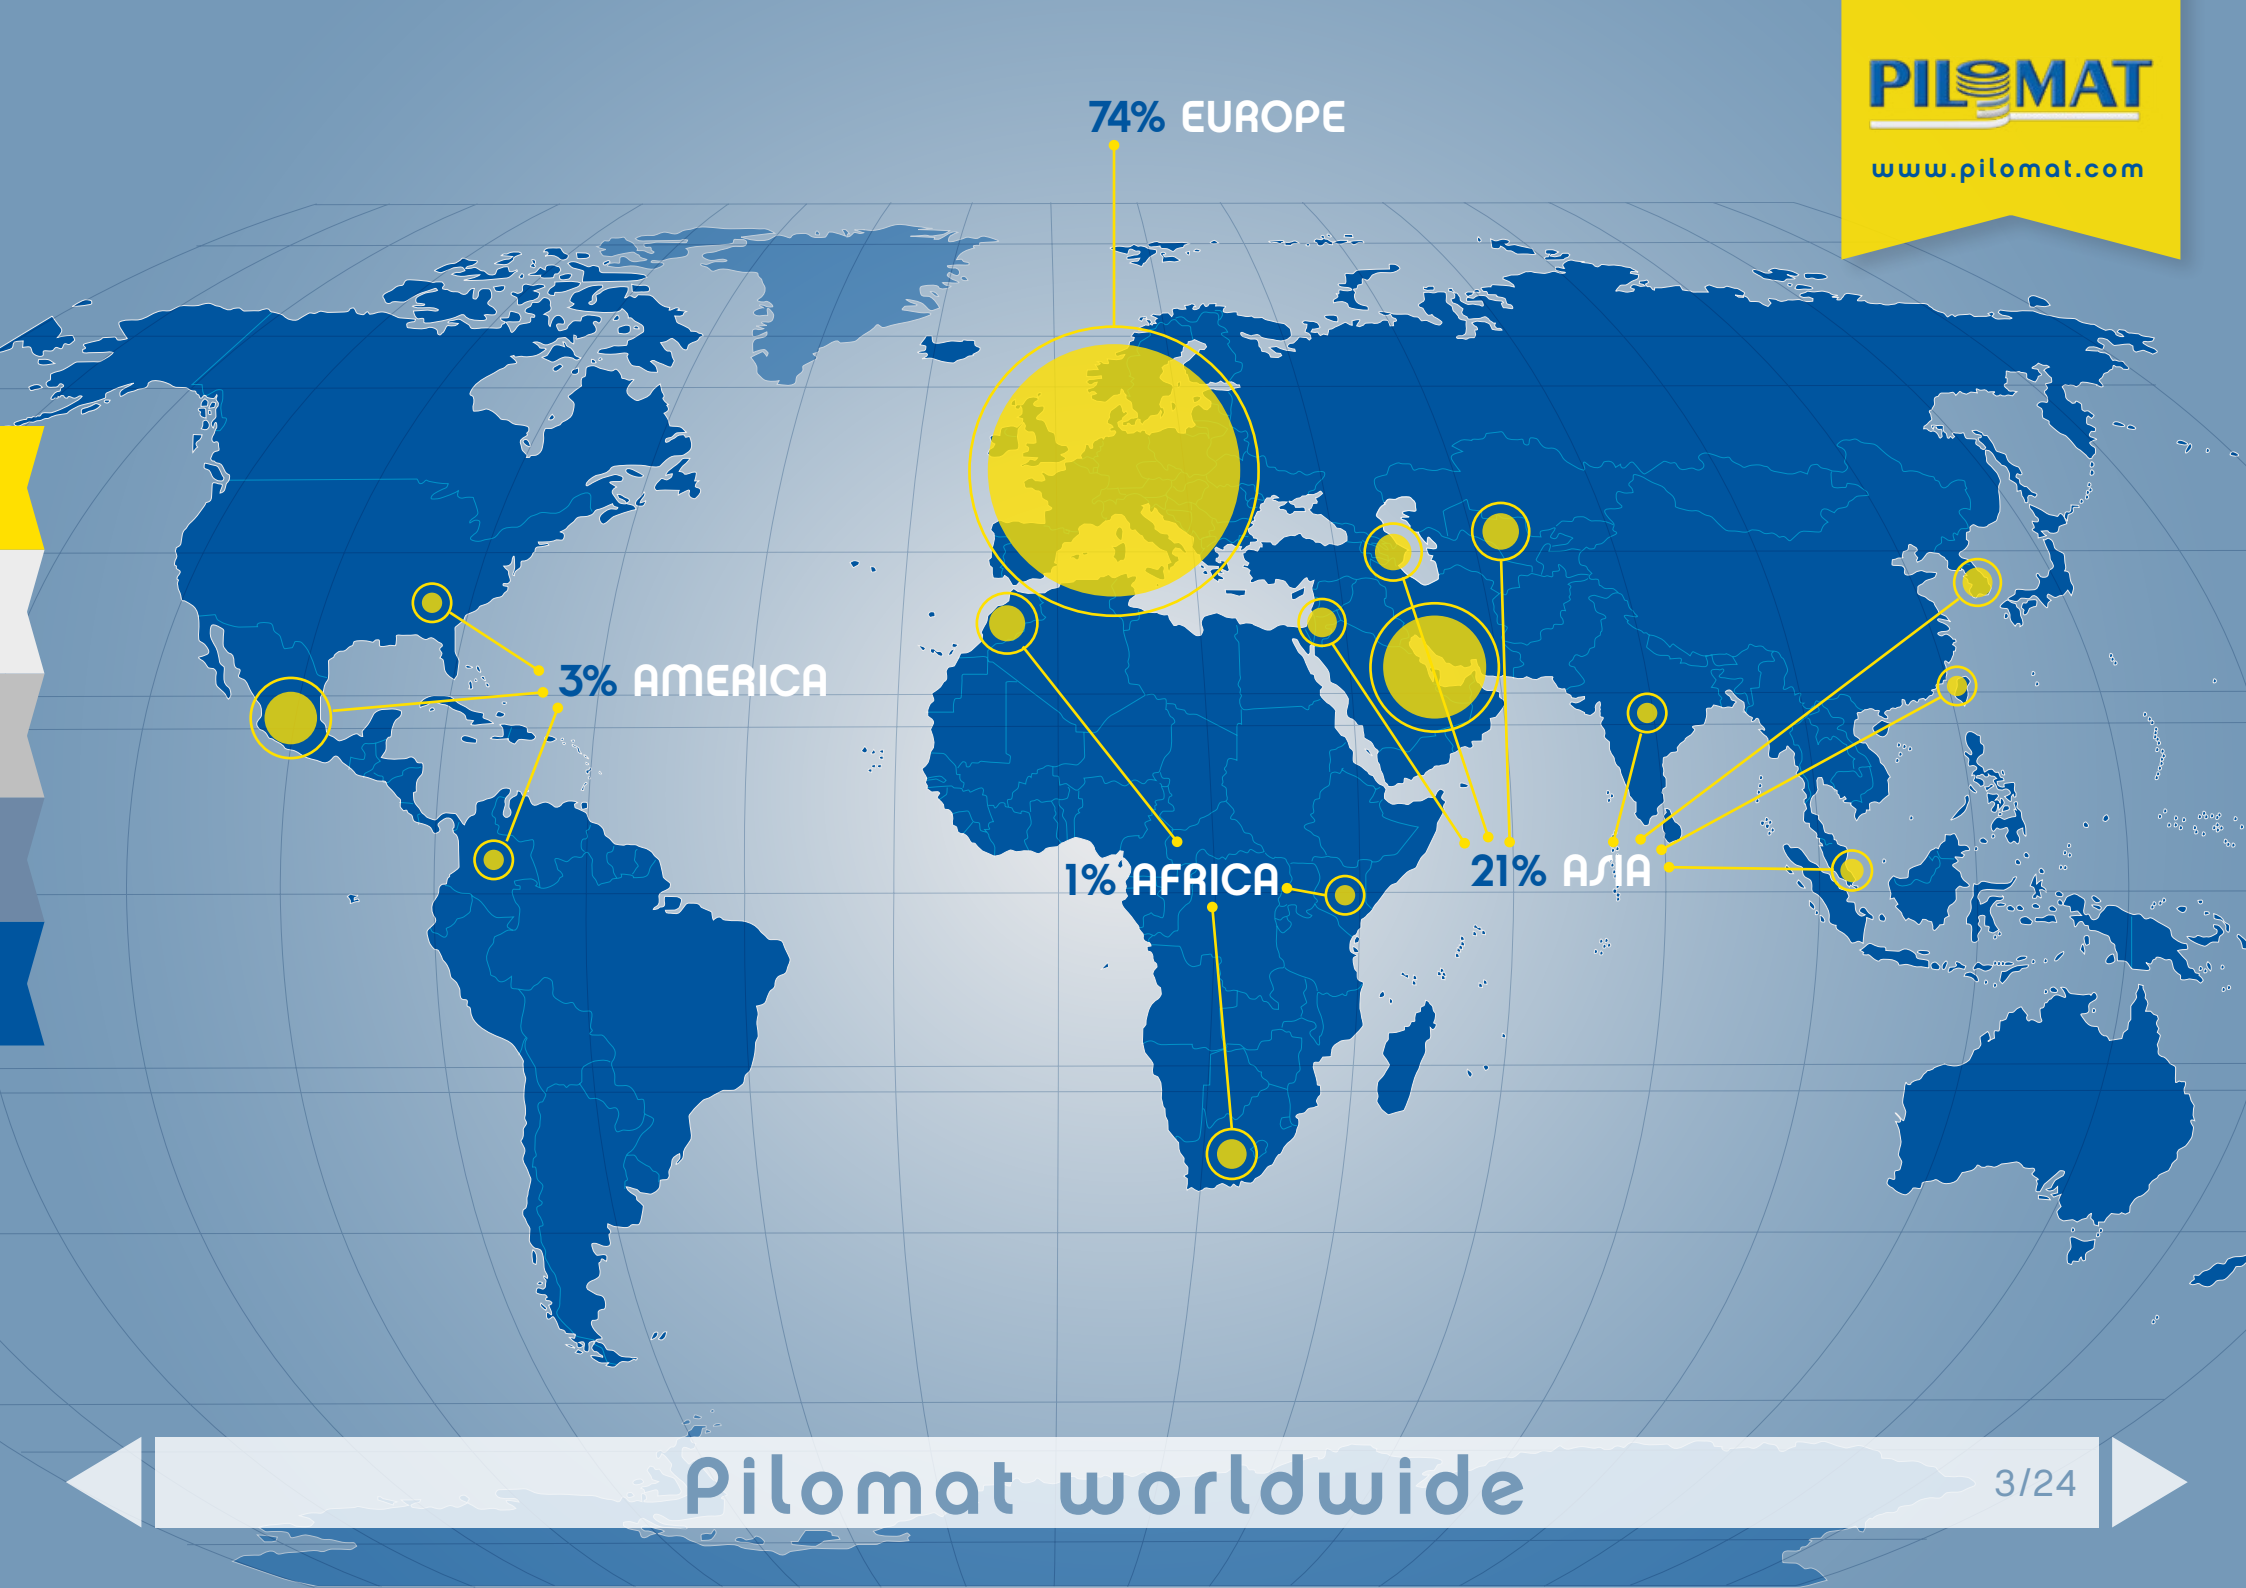 PILOMAT
www.pilomat.com
74% EUROPE
3% AMERICA
1% AFRICA
21% ASIA
Pilomat worldwide
3/24